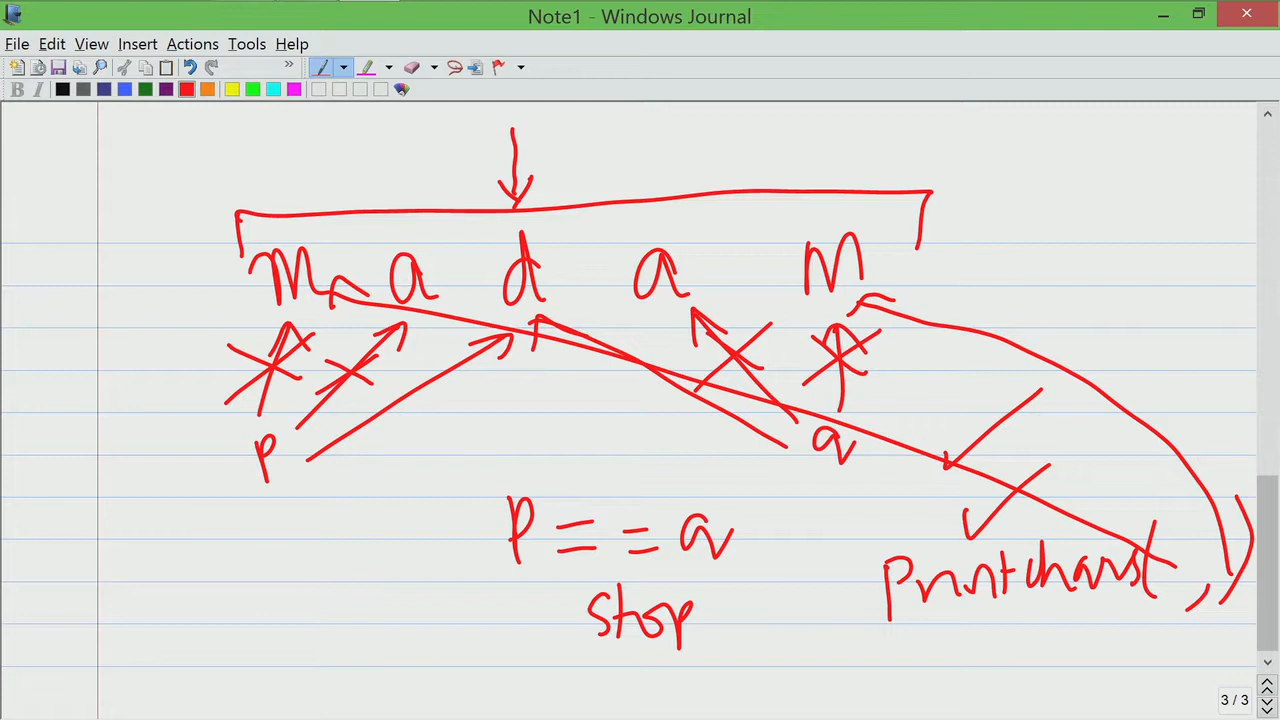 Note1 - Windows Journal
File Edit View Insert Actions Tools Help
B I
m a d a m
p q
P = = q
Stop
Printchars( , )
3 / 3